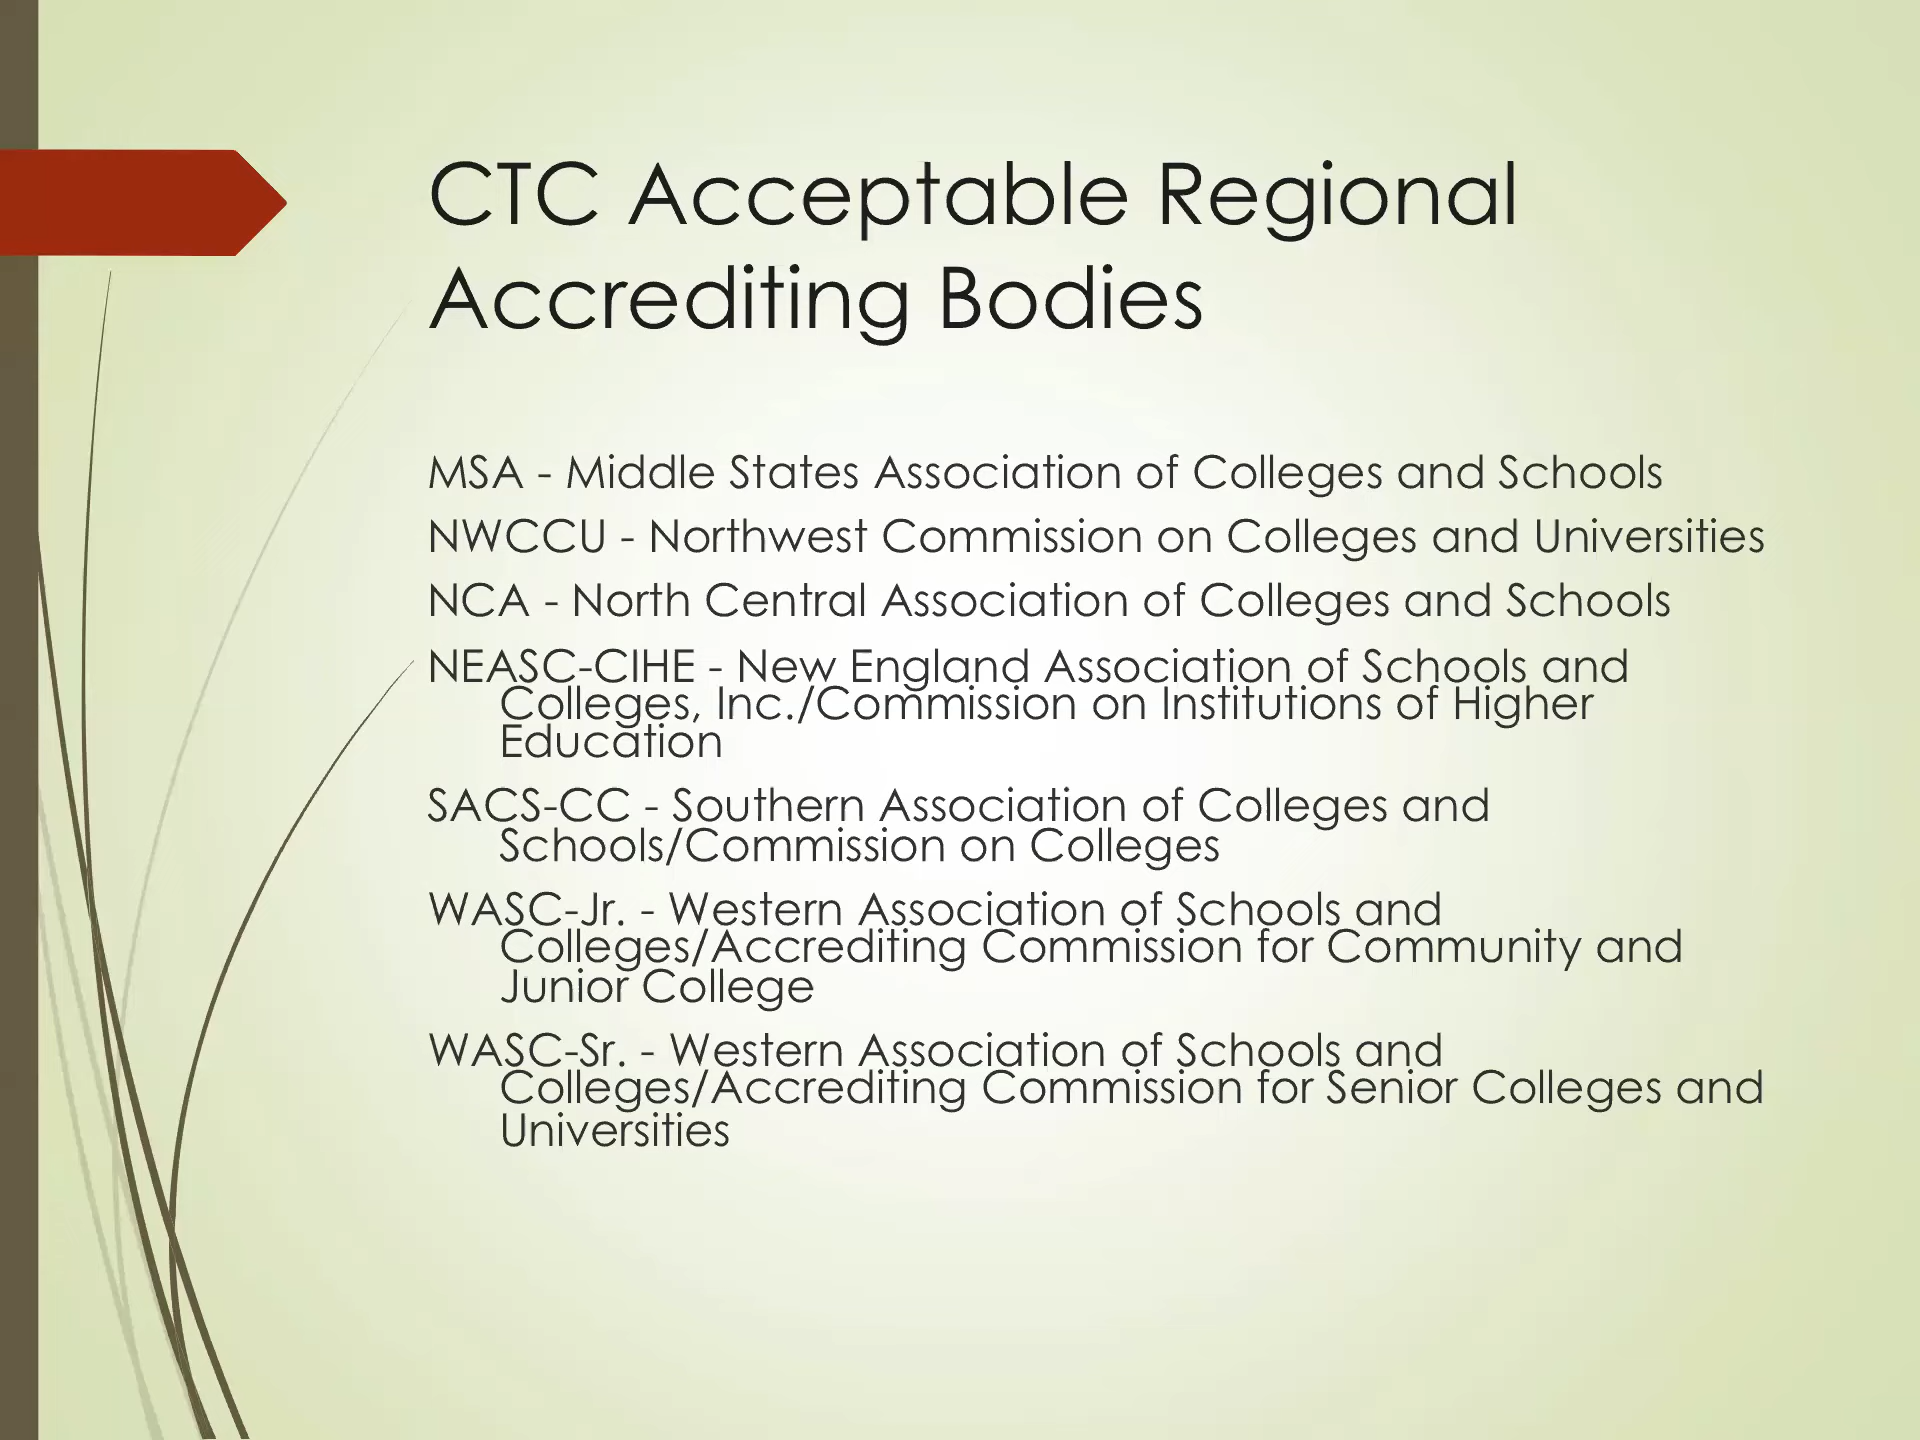 CTC Acceptable Regional
Accrediting Bodies
MSA - Middle States Association of Colleges and Schools
NWCCU - Northwest Commission on Colleges and Universities
NCA - North Central Association of Colleges and Schools
NEASC-CIHE - New England Association of Schools and
Colleges, Inc./Commission on Institutions of Higher
Education
SACS-CC - Southern Association of Colleges and
Schools/Commission on Colleges
WASC-Jr. - Western Association of Schools and
Colleges/Accrediting Commission for Community and
Junior College
WASC-Sr. - Western Association of Schools and
Colleges/Accrediting Commission for Senior Colleges and
Universities